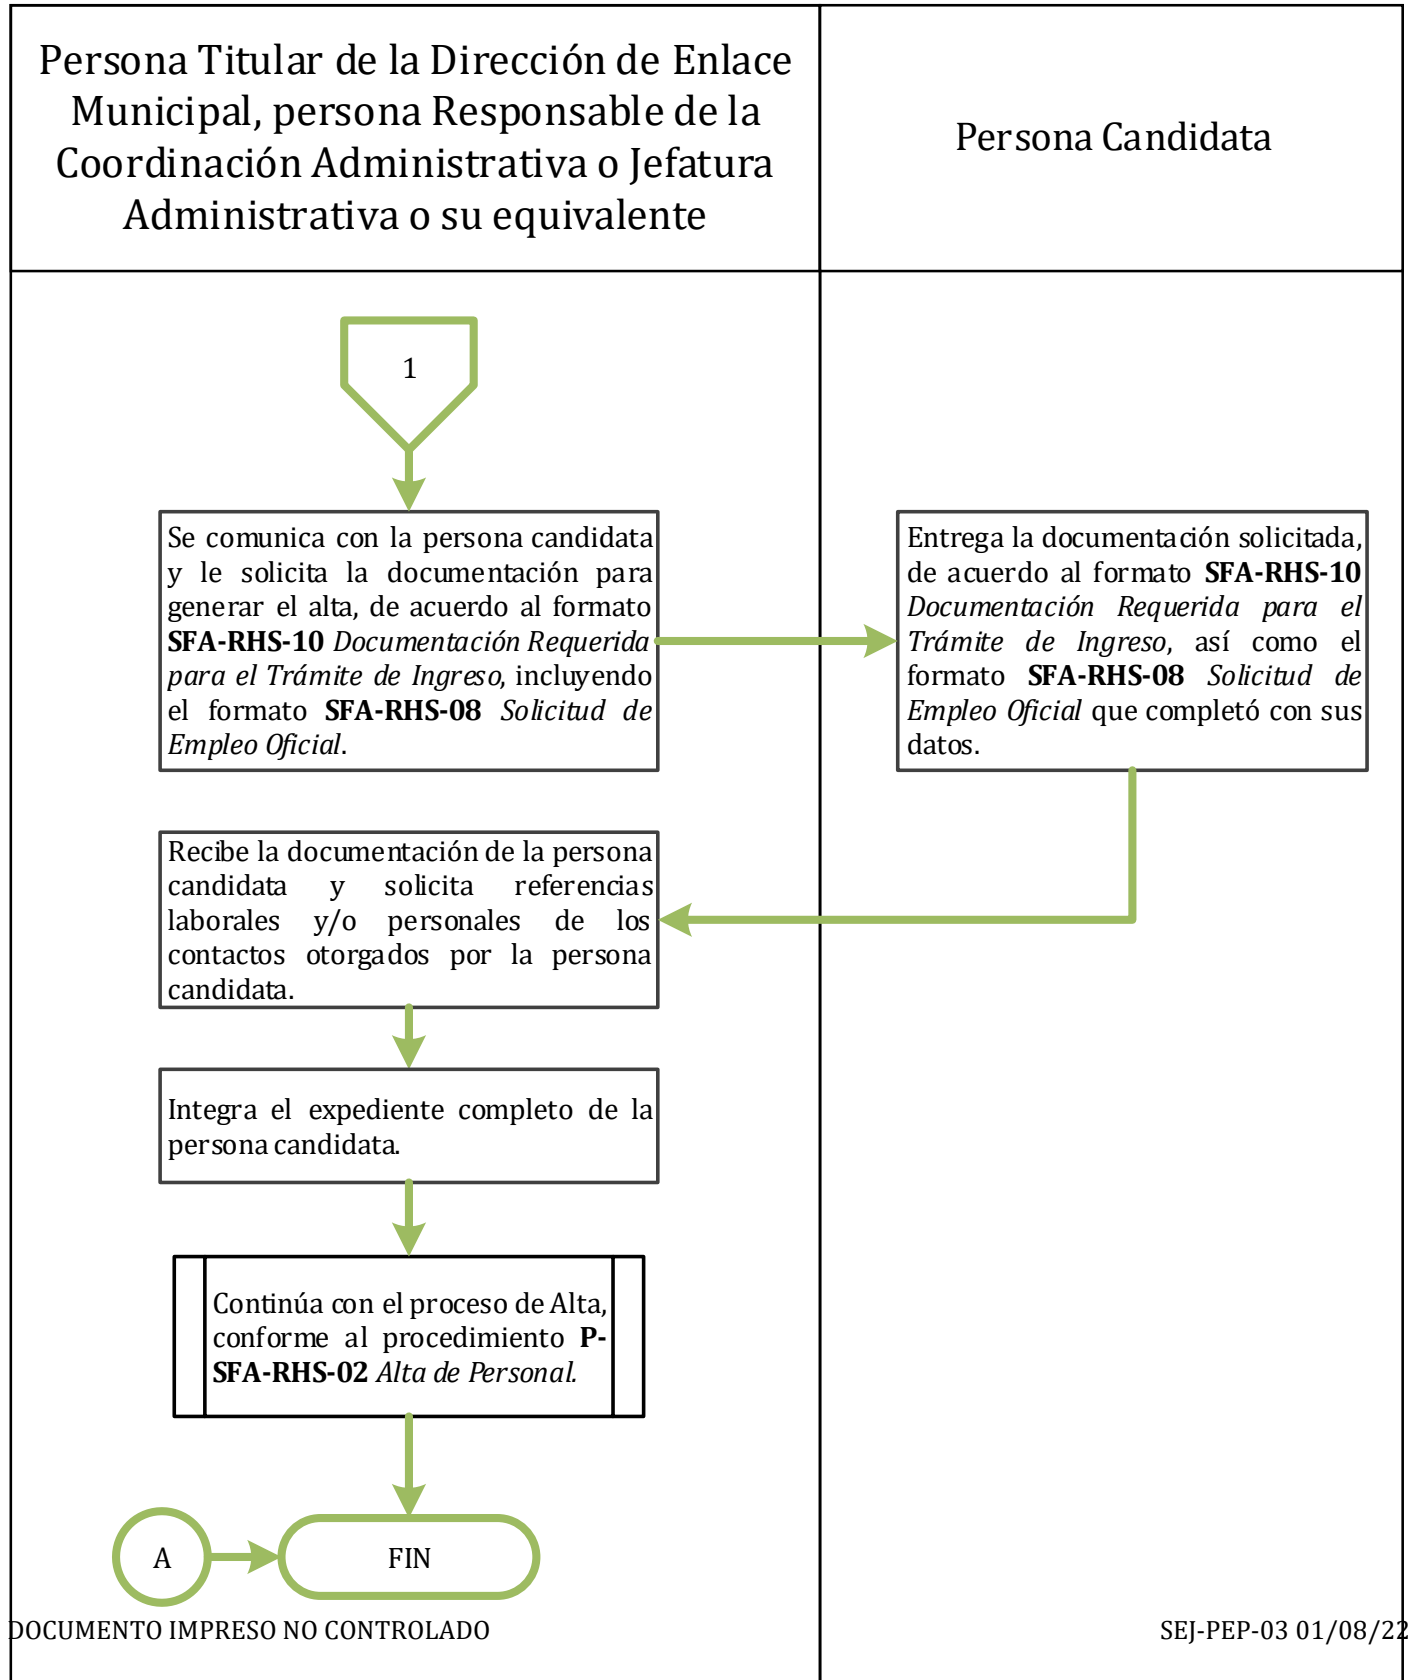 Persona Titular de la Dirección de Enlace
Municipal, persona Responsable de la
Coordinación Administrativa o Jefatura
Administrativa o su equivalente
Persona Candidata
1
Se comunica con la persona candidata
y le solicita la documentación para
generar el alta, de acuerdo al formato
SFA-RHS-10 Documentación Requerida
para el Trámite de Ingreso, incluyendo
el formato SFA-RHS-08 Solicitud de
Empleo Oficial.
Entrega la documentación solicitada,
de acuerdo al formato SFA-RHS-10
Documentación Requerida para el
Trámite de Ingreso, así como el
formato SFA-RHS-08 Solicitud de
Empleo Oficial que completó con sus
datos.
Recibe la documentación de la persona
candidata y solicita referencias
laborales y/o personales de los
contactos otorgados por la persona
candidata.
Integra el expediente completo de la
persona candidata.
Continúa con el proceso de Alta,
conforme al procedimiento P-
SFA-RHS-02 Alta de Personal.
A
FIN
DOCUMENTO IMPRESO NO CONTROLADO
SEJ-PEP-03 01/08/22